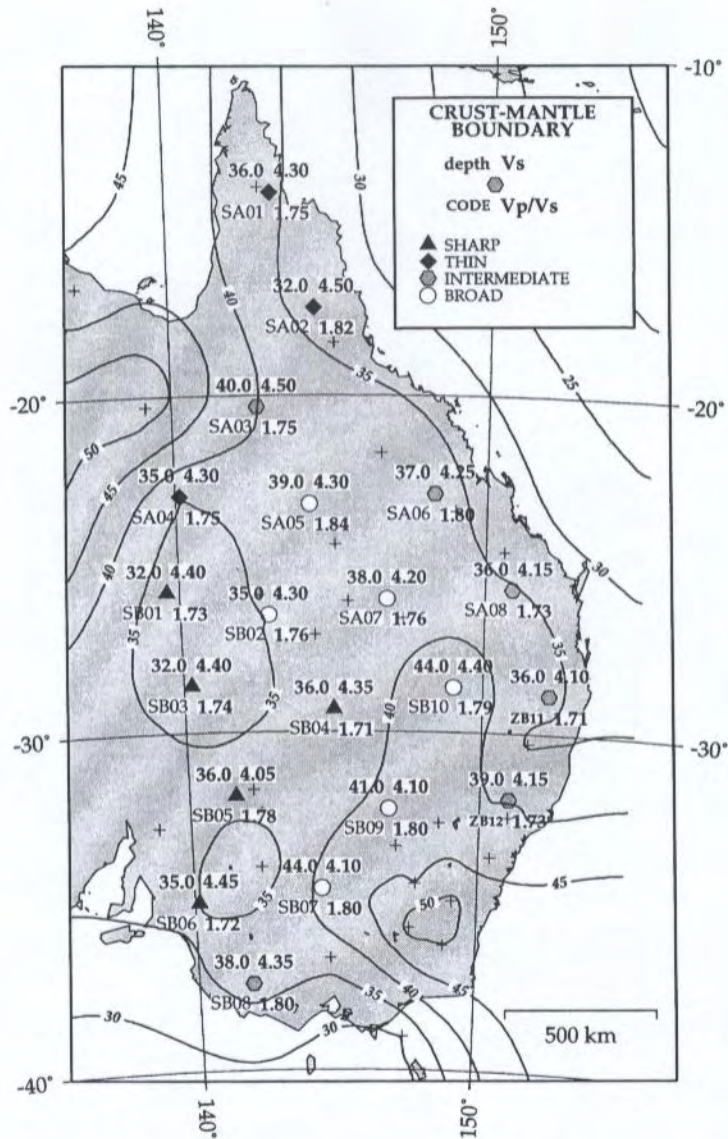 140°
150°
-10°
CRUST-MANTLE
BOUNDARY
depth Vs
CODE Vp/Vs
SHARP
THIN
INTERMEDIATE
BROAD
45
30
36.0 4.30
SA01 1.75
40
32.0 4.50
SA02 1.82
35
25
-20°
-20°
40.0 4.50
SA03 1.75
50
45
40
35.0 4.30
SA04 1.75
39.0 4.30
SA05 1.84
37.0 4.25
SA06 1.80
30
32.0 4.40
SB01 1.73
35.0 4.30
SB02 1.76
38.0 4.20
SA07 1.76
36.0 4.15
SA08 1.73
35
35
32.0 4.40
SB03 1.74
35
36.0 4.35
SB04 1.71
40
44.0 4.40
SB10 1.79
36.0 4.10
ZB11 1.71
-30°
-30°
36.0 4.05
SB05 1.78
41.0 4.10
SB09 1.80
39.0 4.15
ZB12 1.73
35.0 4.45
SB06 1.72
35
44.0 4.10
SB07 1.80
50
45
38.0 4.35
SB08 1.80
35
40
45
30
30
500 km
-40°
140°
150°